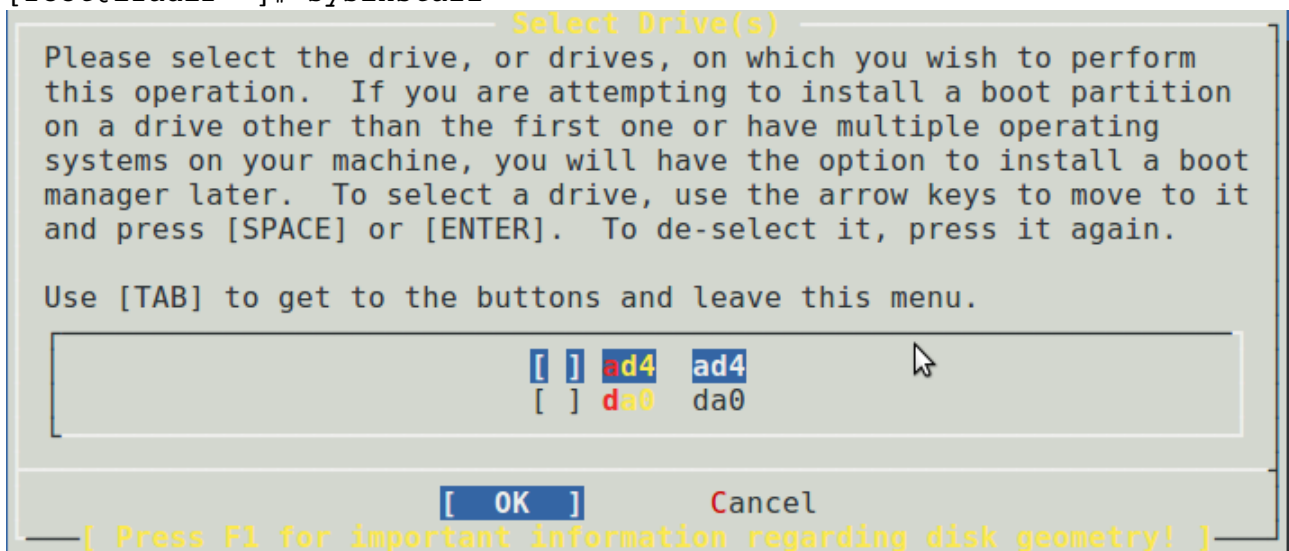 Select Drive(s)
Please select the drive, or drives, on which you wish to perform
this operation.  If you are attempting to install a boot partition
on a drive other than the first one or have multiple operating
systems on your machine, you will have the option to install a boot
manager later.  To select a drive, use the arrow keys to move to it
and press [SPACE] or [ENTER].  To de-select it, press it again.
Use [TAB] to get to the buttons and leave this menu.
[ ] ad4  ad4
[ ] da0  da0
[  OK  ]  Cancel
[ Press F1 for important information regarding disk geometry! ]